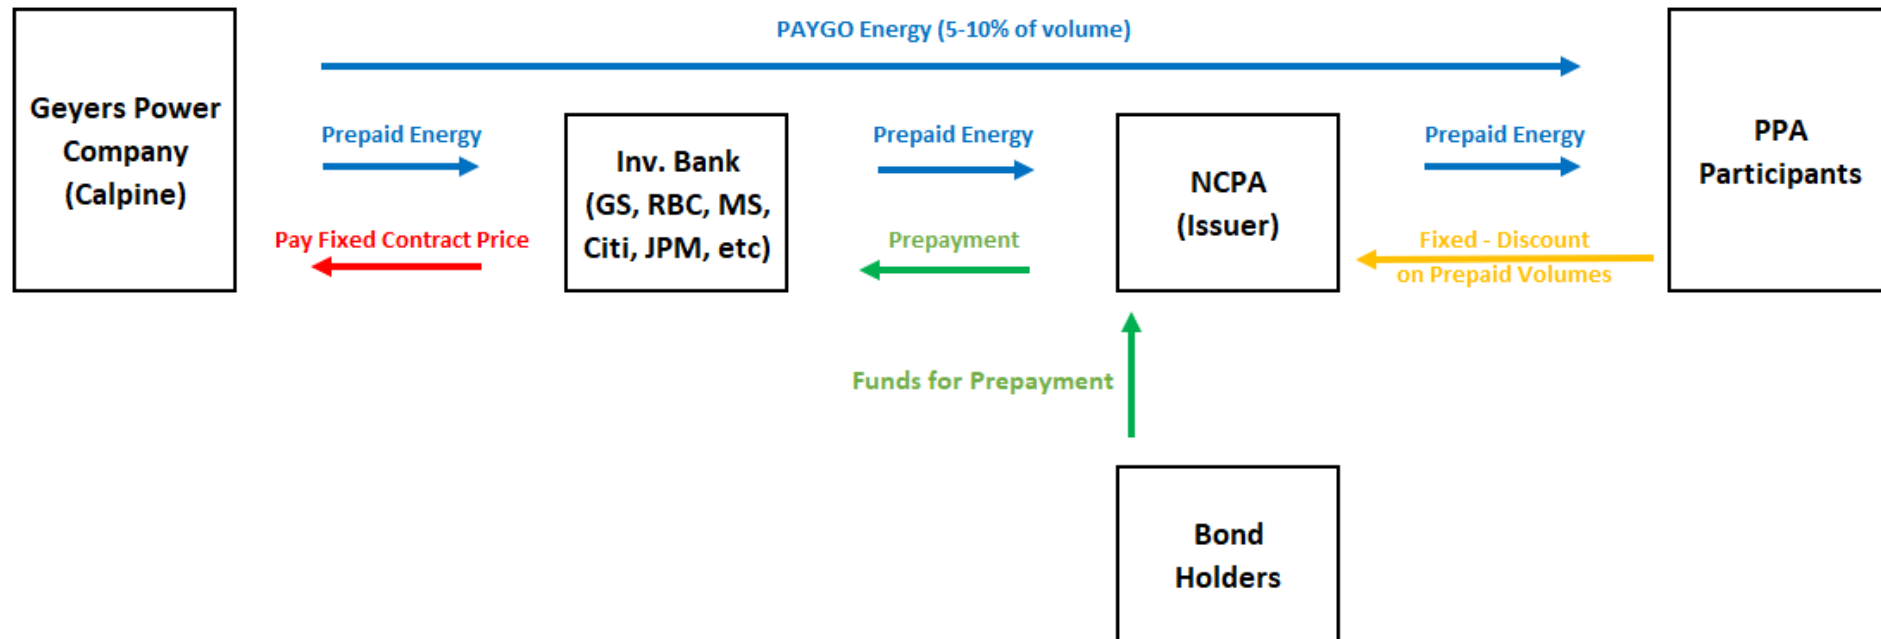 PAYGO Energy (5-10% of volume)
Geyers Power
Company
(Calpine)
Prepaid Energy
Pay Fixed Contract Price
Inv. Bank
(GS, RBC, MS,
Citi, JPM, etc)
Prepaid Energy
Prepayment
NCPA
(Issuer)
Prepaid Energy
Fixed - Discount
on Prepaid Volumes
PPA
Participants
Funds for Prepayment
Bond
Holders